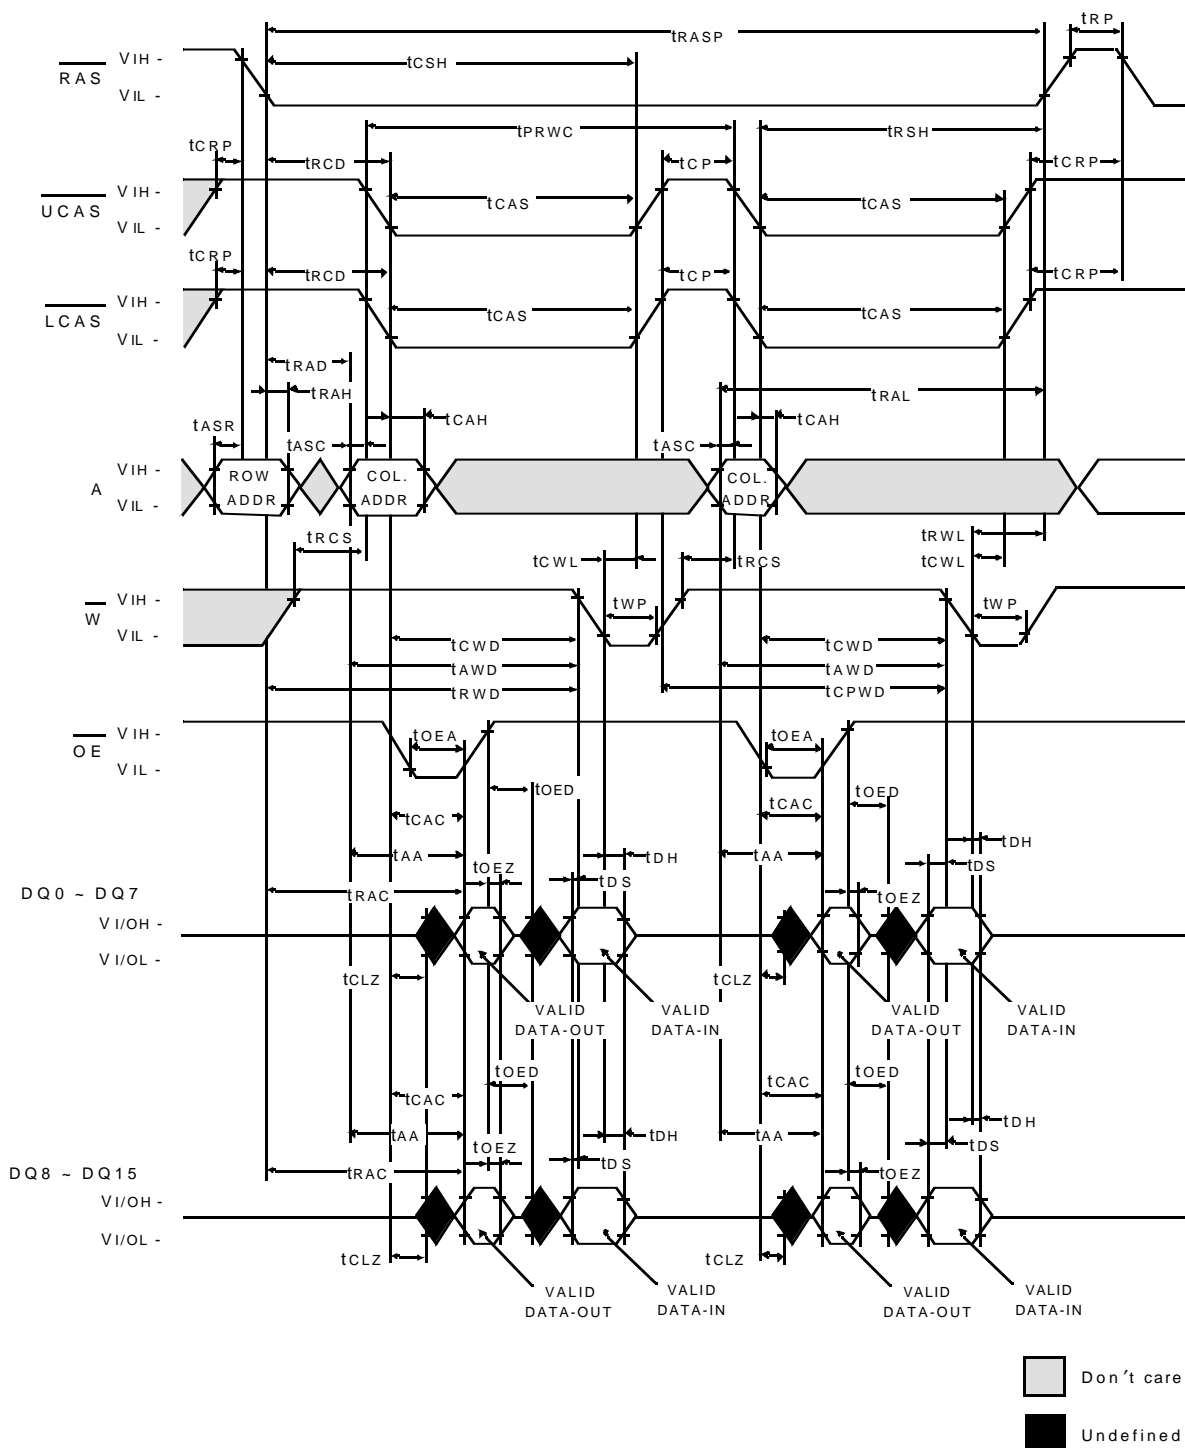 tRP
tRASP
RAS
VIH -
tCSH
VIL -
tPRWC
tRSH
tCRP
tRCD
tCP
tCRP
UCAS
VIH -
tCAS
tCAS
VIL -
tCRP
tRCD
tCP
tCRP
LCAS
VIH -
tCAS
tCAS
VIL -
tRAD
tRAH
tRAL
tASR
tCAH
tCAH
tASC
tASC
A
VIH -
ROW
ADDR
COL.
ADDR
COL.
ADDR
VIL -
tRCS
tRWL
tCWL
tRCS
tCWL
W
VIH -
tWP
tWP
VIL -
tCWD
tCWD
tAWD
tAWD
tRWD
tCPWD
OE
VIH -
tOEA
tOEA
VIL -
tOED
tOED
tCAC
tCAC
tDH
tAA
tDH
tAA
tOEZ
tDS
tDS
tRAC
tOEZ
DQ0 ~ DQ7
VI/OH -
VI/OL -
tCLZ
tCLZ
VALID
DATA-OUT
VALID
DATA-IN
VALID
DATA-OUT
VALID
DATA-IN
tOED
tOED
tCAC
tCAC
tDH
tAA
tDH
tAA
tOEZ
tDS
tDS
tRAC
tOEZ
DQ8 ~ DQ15
VI/OH -
VI/OL -
tCLZ
tCLZ
VALID
DATA-OUT
VALID
DATA-IN
VALID
DATA-OUT
VALID
DATA-IN
Don′t care
Undefined